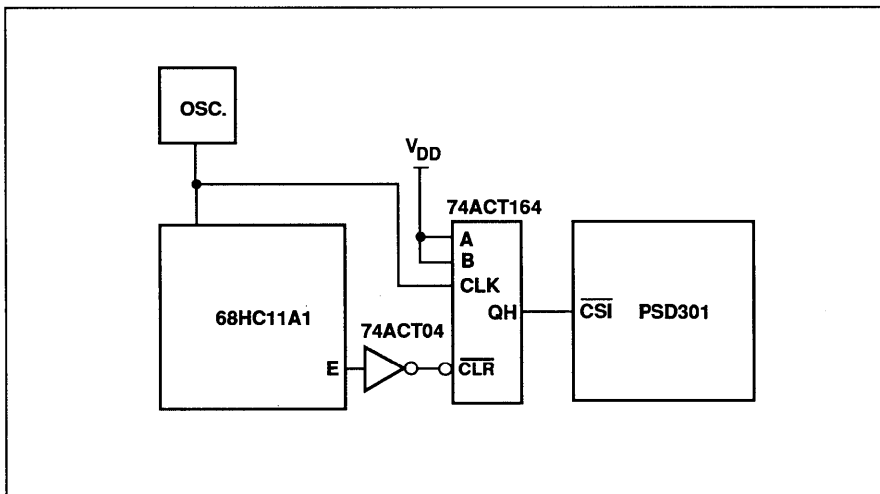 OSC.
VDD
74ACT164
A
B
CLK
QH
CSI
PSD301
68HC11A1
74ACT04
E
CLR